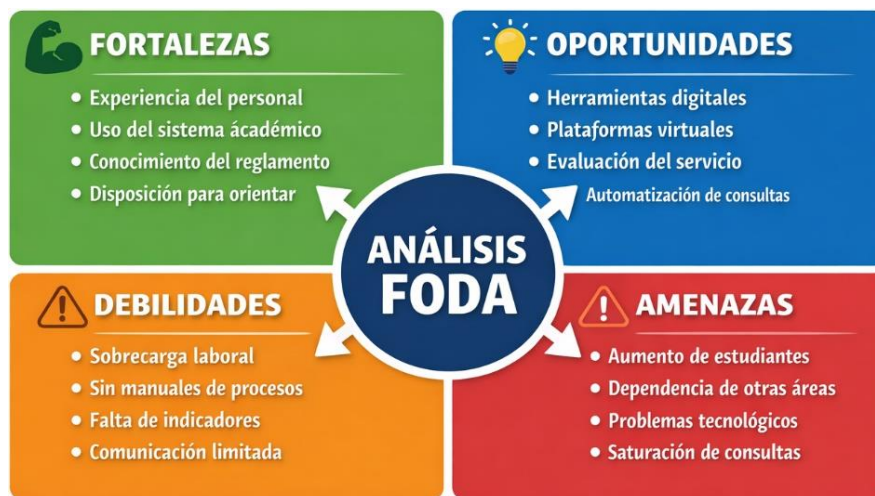 FORTALEZAS
• Experiencia del personal
• Uso del sistema ácadémico
• Conocimiento del reglamento
• Disposición para orientar
OPORTUNIDADES
• Herramientas digitales
• Plataformas virtuales
• Evaluación del servicio
Automatización de consultas
ANÁLISIS
FODA
DEBILIDADES
• Sobrecarga laboral
• Sin manuales de procesos
• Falta de indicadores
• Comunicación limitada
AMENAZAS
• Aumento de estudiantes
• Dependencia de otras áreas
• Problemas tecnológicos
• Saturación de consultas